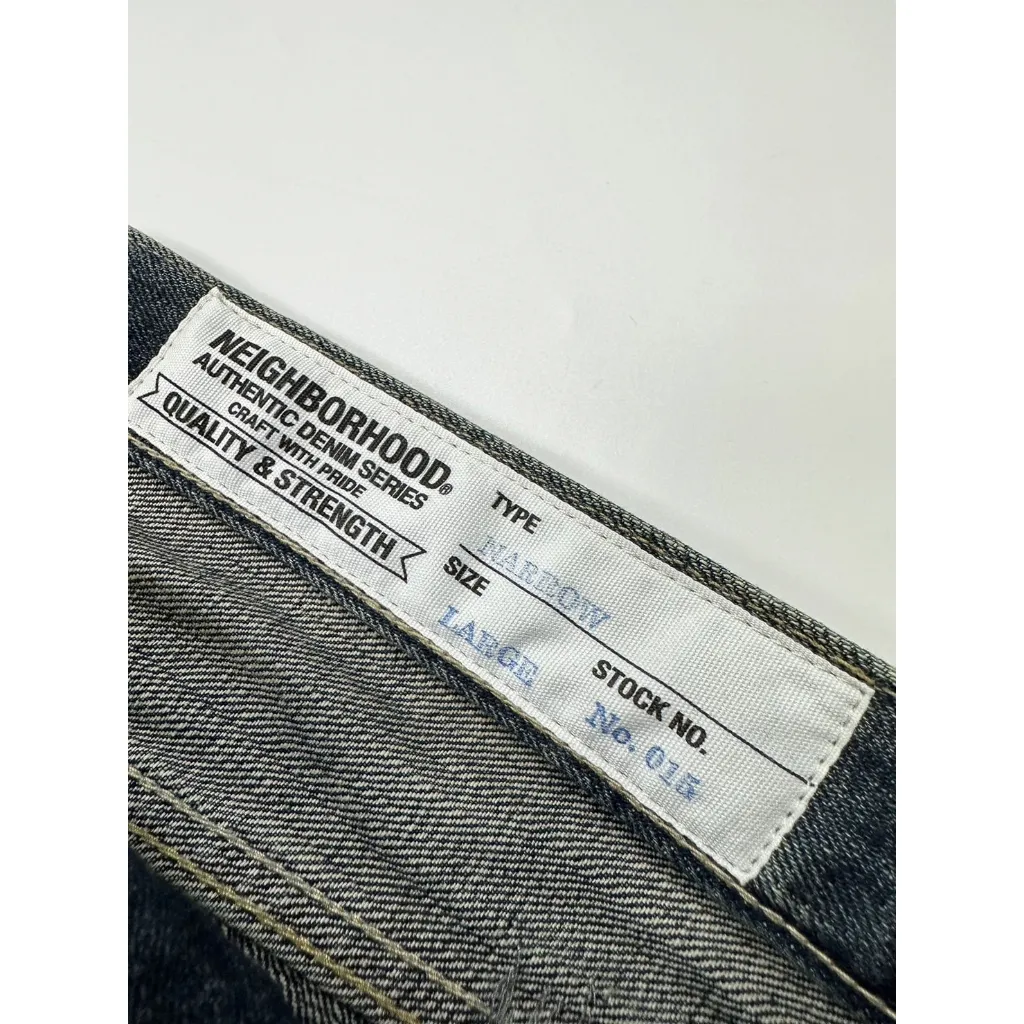 NEIGHBORHOOD®
AUTHENTIC DENIM SERIES
CRAFT WITH PRIDE
QUALITY & STRENGTH
TYPE
NARROW
SIZE
LARGE
STOCK NO.
No. 015